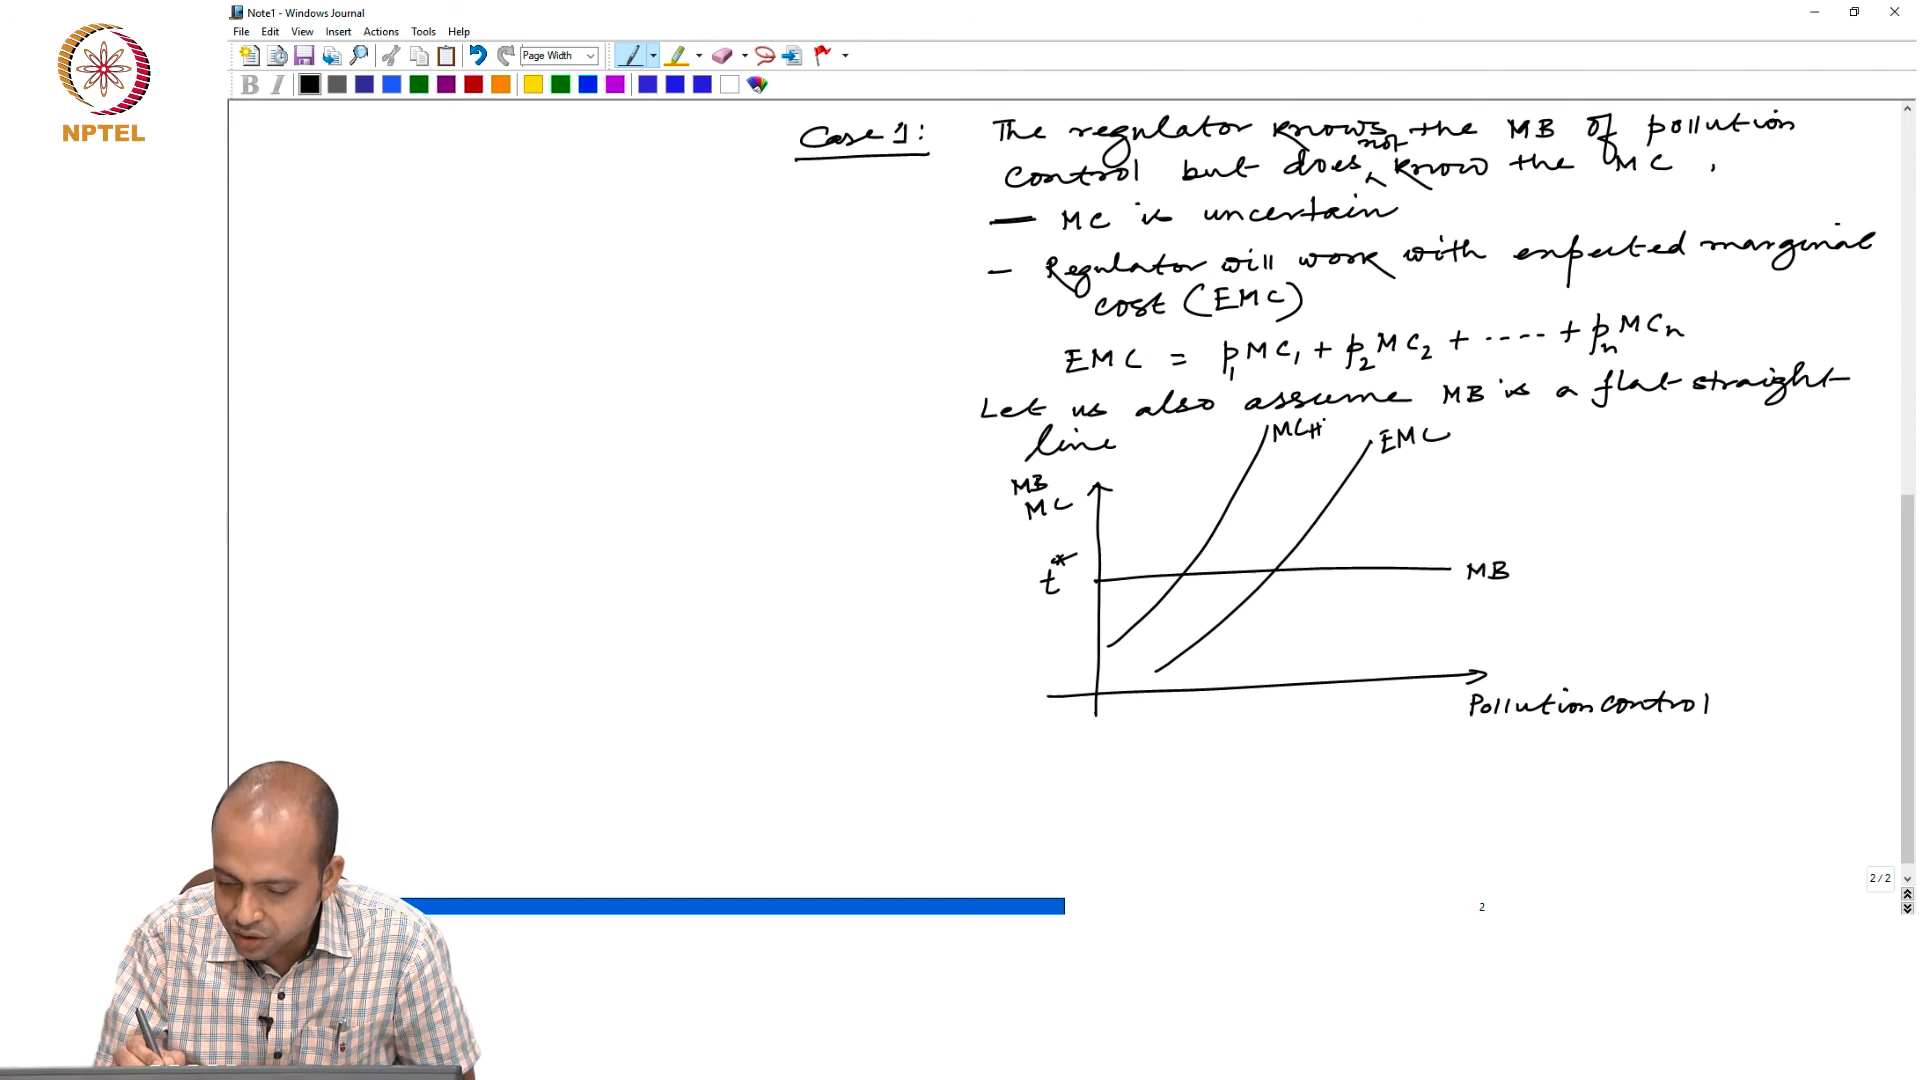 Note1 - Windows Journal
File Edit View Insert Actions Tools Help
Page Width
B I
NPTEL
Case 1: The regulator knows the MB of pollution
control but does not know the MC.
— MC is uncertain
— Regulator will work with expected marginal
cost (EMC)
EMC = p₁MC₁ + p₂MC₂ + ---- + pₙMCₙ
Let us also assume MB is a flat straight
line
MCH
EMC
MB
MC
t*
MB
Pollution control
2 / 2
2